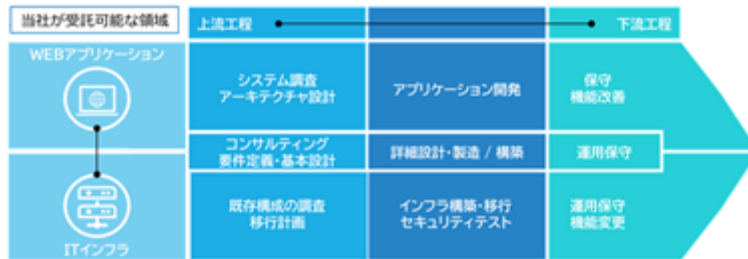 当社が受託可能な領域
上流工程
下流工程
WEBアプリケーション
システム調査
アーキテクチャ設計
アプリケーション開発
保守
機能改善
コンサルティング
要件定義・基本設計
詳細設計・製造 / 構築
運用保守
既存構成の調査
移行計画
インフラ構築・移行
セキュリティテスト
運用保守
機能変更
ITインフラ